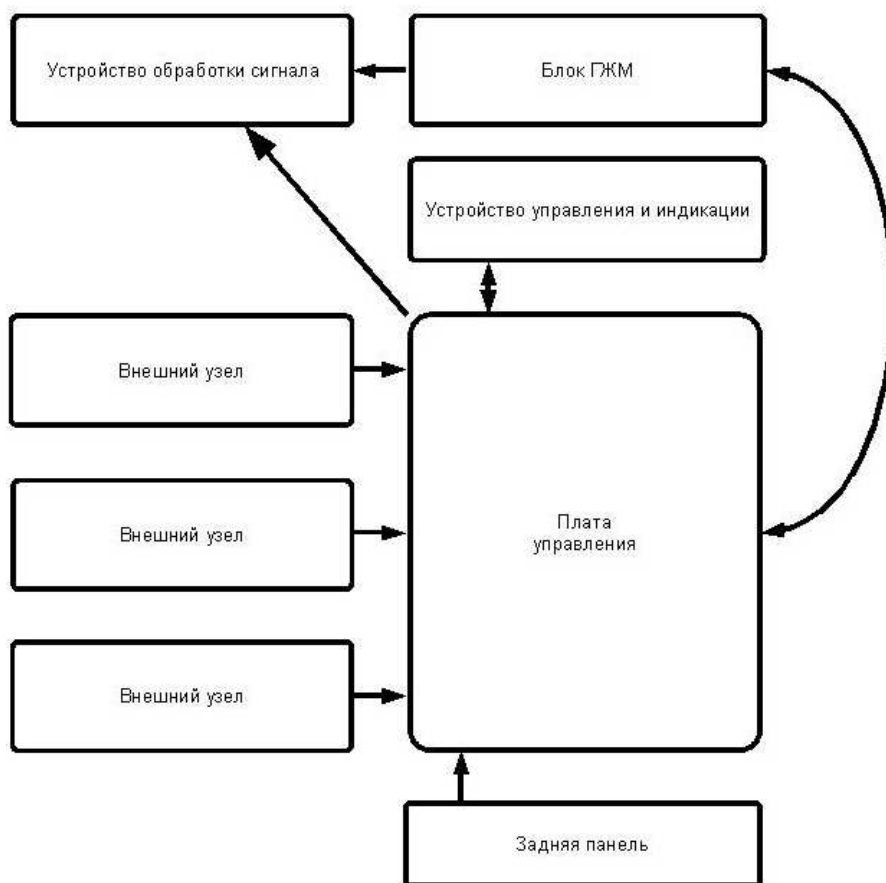 Устройство обработки сигнала
Блок ГЖМ
Устройство управления и индикации
Внешний узел
Внешний узел
Плата
управления
Внешний узел
Задняя панель